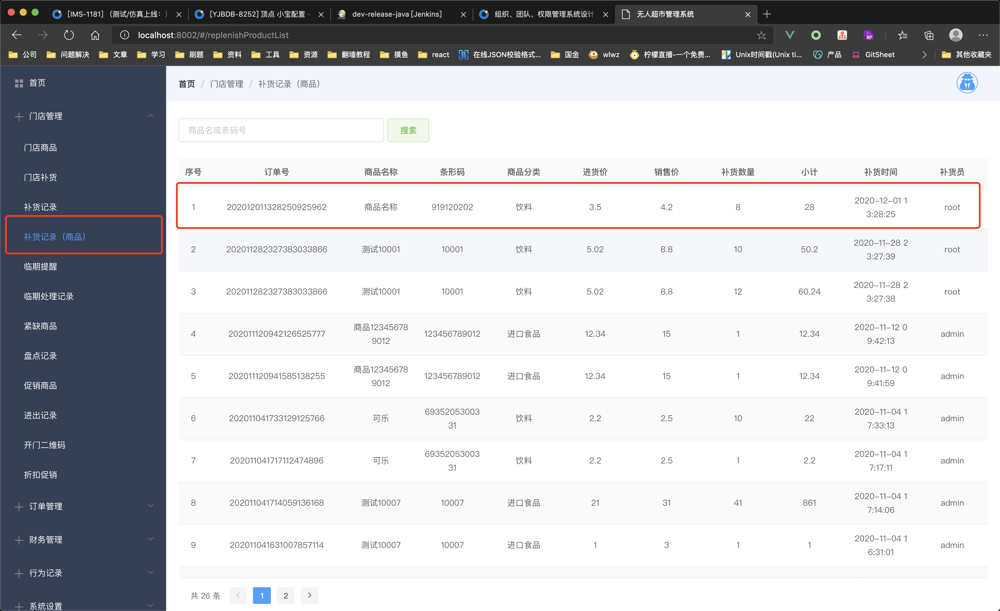 [IMS-1181] （测试/仿真上线：）
[YJBDB-8252] 顶点 小宝配置 -
dev-release-java [Jenkins]
组织、团队、权限管理系统设计
无人超市管理系统
localhost:8002/#/replenishProductList
公司 问题解决 文章 学习 刷题 资料 工具 资源 翻墙教程 摸鱼 react 在线JSON校验格式... 国金 wlwz 柠檬直播-一个免费... Unix时间戳(Unix ti... 产品 GitSheet 其他收藏夹
首页
门店管理
门店商品
门店补货
补货记录
补货记录（商品）
临期提醒
临期处理记录
紧缺商品
盘点记录
促销商品
进出记录
开门二维码
折扣促销
订单管理
财务管理
行为记录
系统设置
首页 / 门店管理 / 补货记录（商品）
商品名或条码号
搜索
序号 订单号 商品名称 条形码 商品分类 进货价 销售价 补货数量 小计 补货时间 补货员
1 202012011328250925962 商品名称 919120202 饮料 3.5 4.2 8 28 2020-12-01 1
3:28:25 root
2 202011282327383033866 测试10001 10001 饮料 5.02 8.8 10 50.2 2020-11-28 2
3:27:39 root
3 202011282327383033866 测试10001 10001 饮料 5.02 8.8 12 60.24 2020-11-28 2
3:27:38 root
4 202011120942126525777 商品12345678
9012 123456789012 进口食品 12.34 15 1 12.34 2020-11-12 0
9:42:13 admin
5 202011120941585138255 商品12345678
9012 123456789012 进口食品 12.34 15 1 12.34 2020-11-12 0
9:41:59 admin
6 202011041733129125766 可乐 69352053003
31 饮料 2.2 2.5 10 22 2020-11-04 1
7:33:13 admin
7 202011041717112474896 可乐 69352053003
31 饮料 2.2 2.5 1 2.2 2020-11-04 1
7:17:11 admin
8 202011041714059136168 测试10007 10007 进口食品 21 31 41 861 2020-11-04 1
7:14:06 admin
9 202011041631007857114 测试10007 10007 进口食品 1 3 1 1 2020-11-04 1
6:31:01 admin
共 26 条 1 2